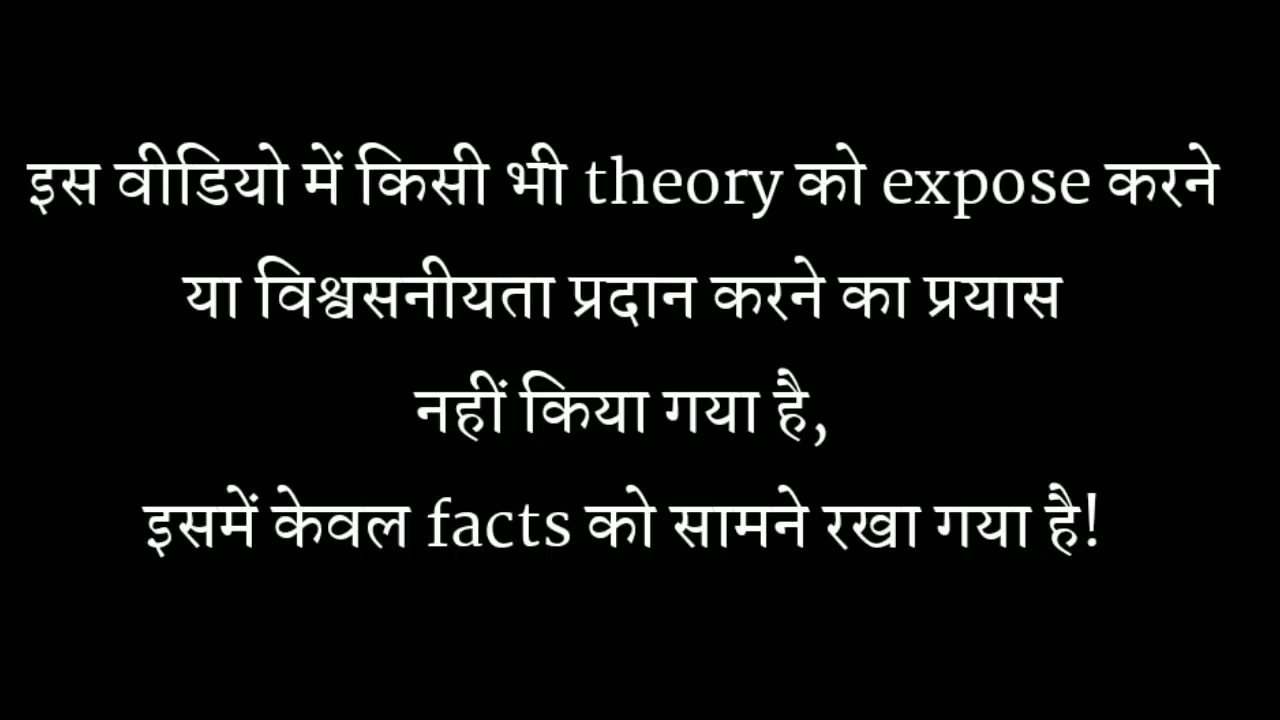 इस वीडियो में किसी भी theory को expose करने
या विश्वसनीयता प्रदान करने का प्रयास
नहीं किया गया है,
इसमें केवल facts को सामने रखा गया है!